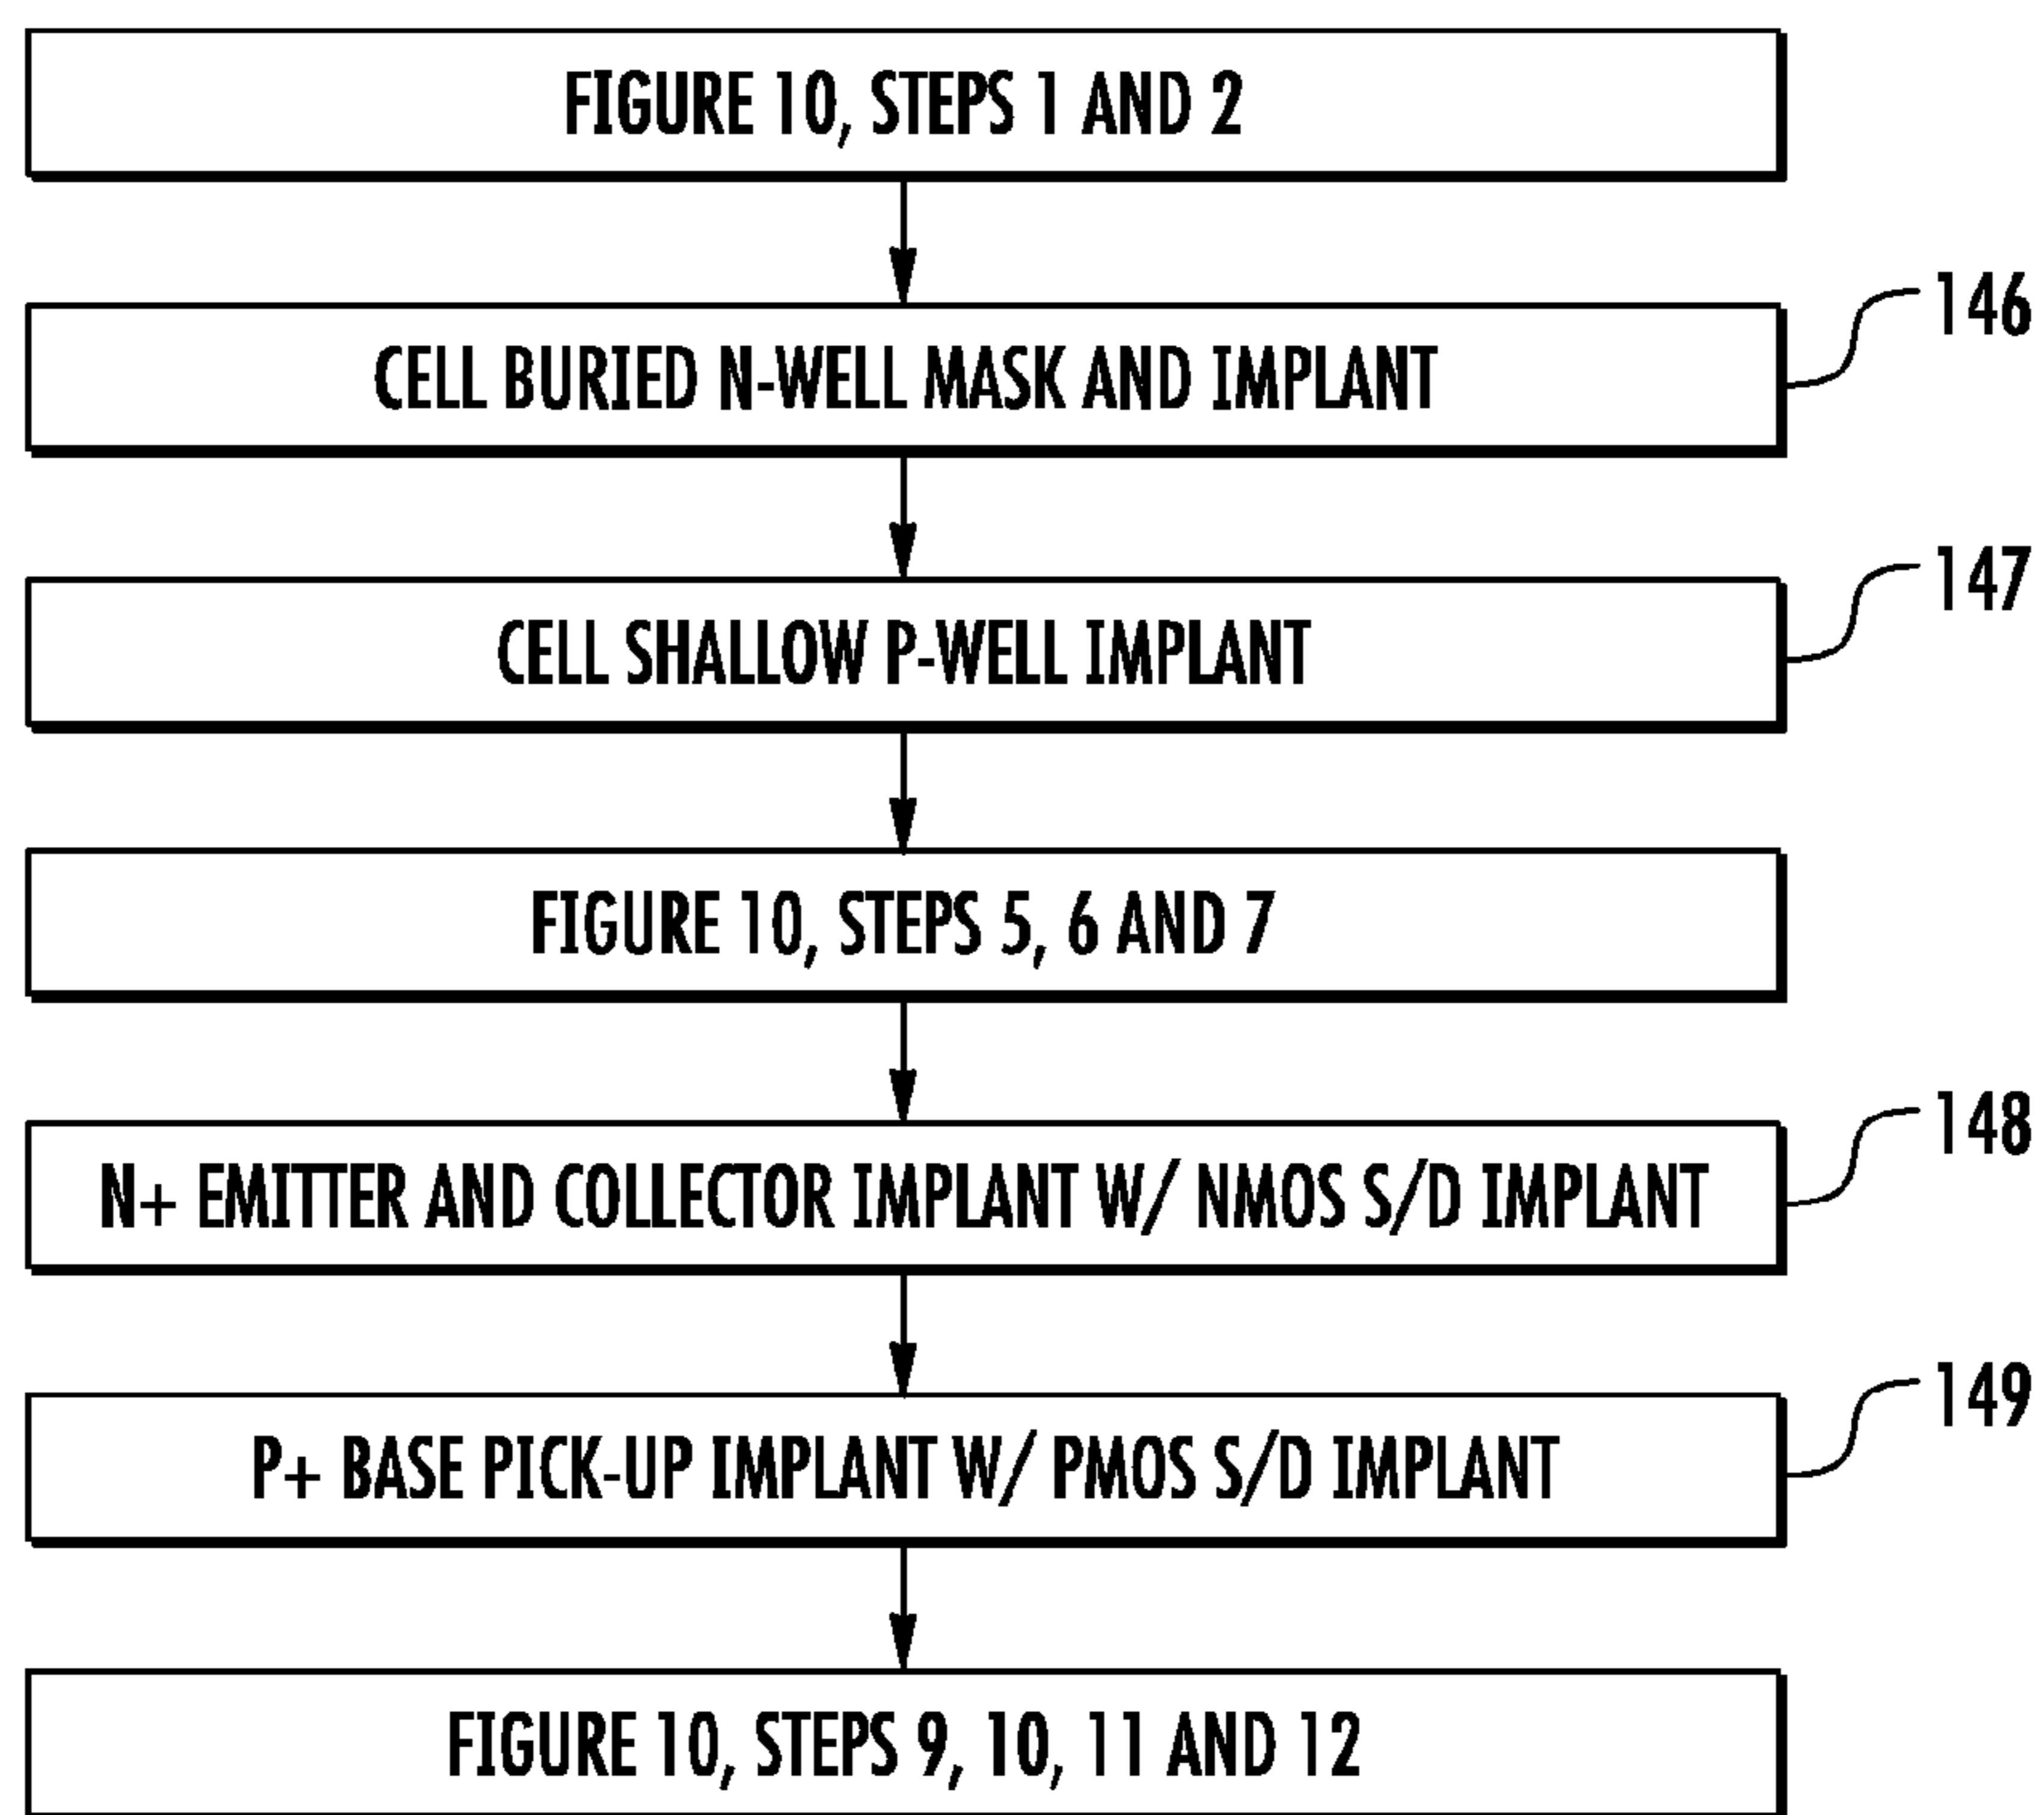 FIGURE 10, STEPS 1 AND 2
146
CELL BURIED N-WELL MASK AND IMPLANT
147
CELL SHALLOW P-WELL IMPLANT
FIGURE 10, STEPS 5, 6 AND 7
148
N+ EMITTER AND COLLECTOR IMPLANT W/ NMOS S/D IMPLANT
149
P+ BASE PICK-UP IMPLANT W/ PMOS S/D IMPLANT
FIGURE 10, STEPS 9, 10, 11 AND 12